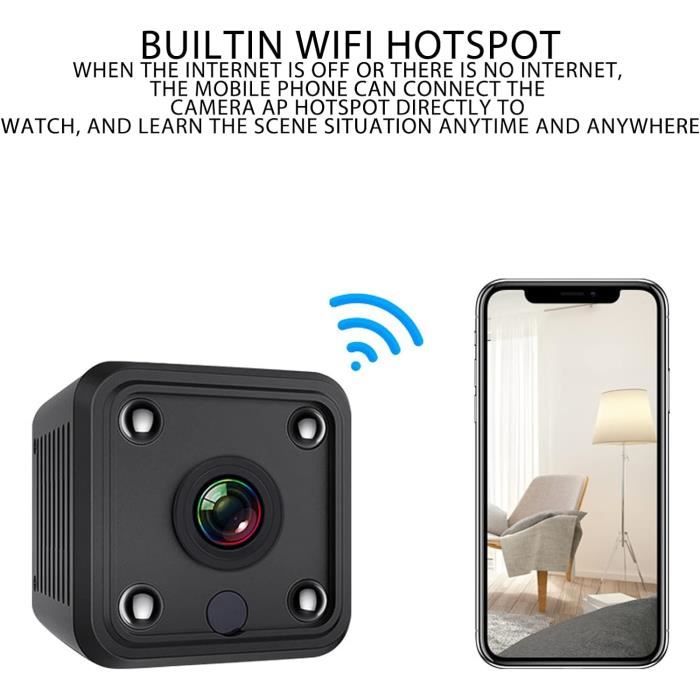 BUILTIN WIFI HOTSPOT
WHEN THE INTERNET IS OFF OR THERE IS NO INTERNET,
THE MOBILE PHONE CAN CONNECT THE
CAMERA AP HOTSPOT DIRECTLY TO
WATCH, AND LEARN THE SCENE SITUATION ANYTIME AND ANYWHERE